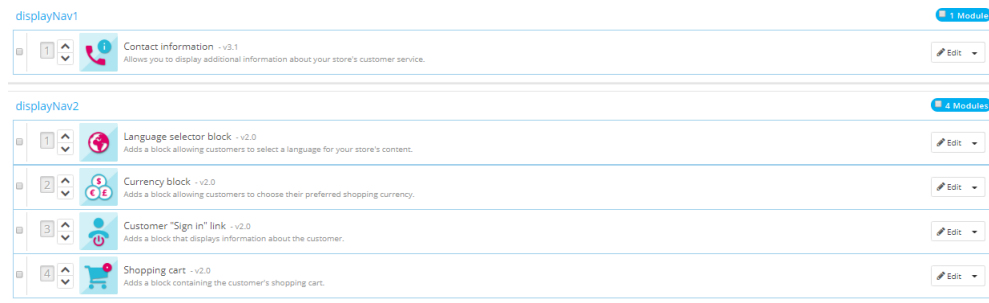 displayNav1
1 Module
1
Contact information - v3.1
Allows you to display additional information about your store's customer service.
Edit
displayNav2
4 Modules
1
Language selector block - v2.0
Adds a block allowing customers to select a language for your store's content.
Edit
2
Currency block - v2.0
Adds a block allowing customers to choose their preferred shopping currency.
Edit
3
Customer "Sign in" link - v2.0
Adds a block that displays information about the customer.
Edit
4
Shopping cart - v2.0
Adds a block containing the customer's shopping cart.
Edit